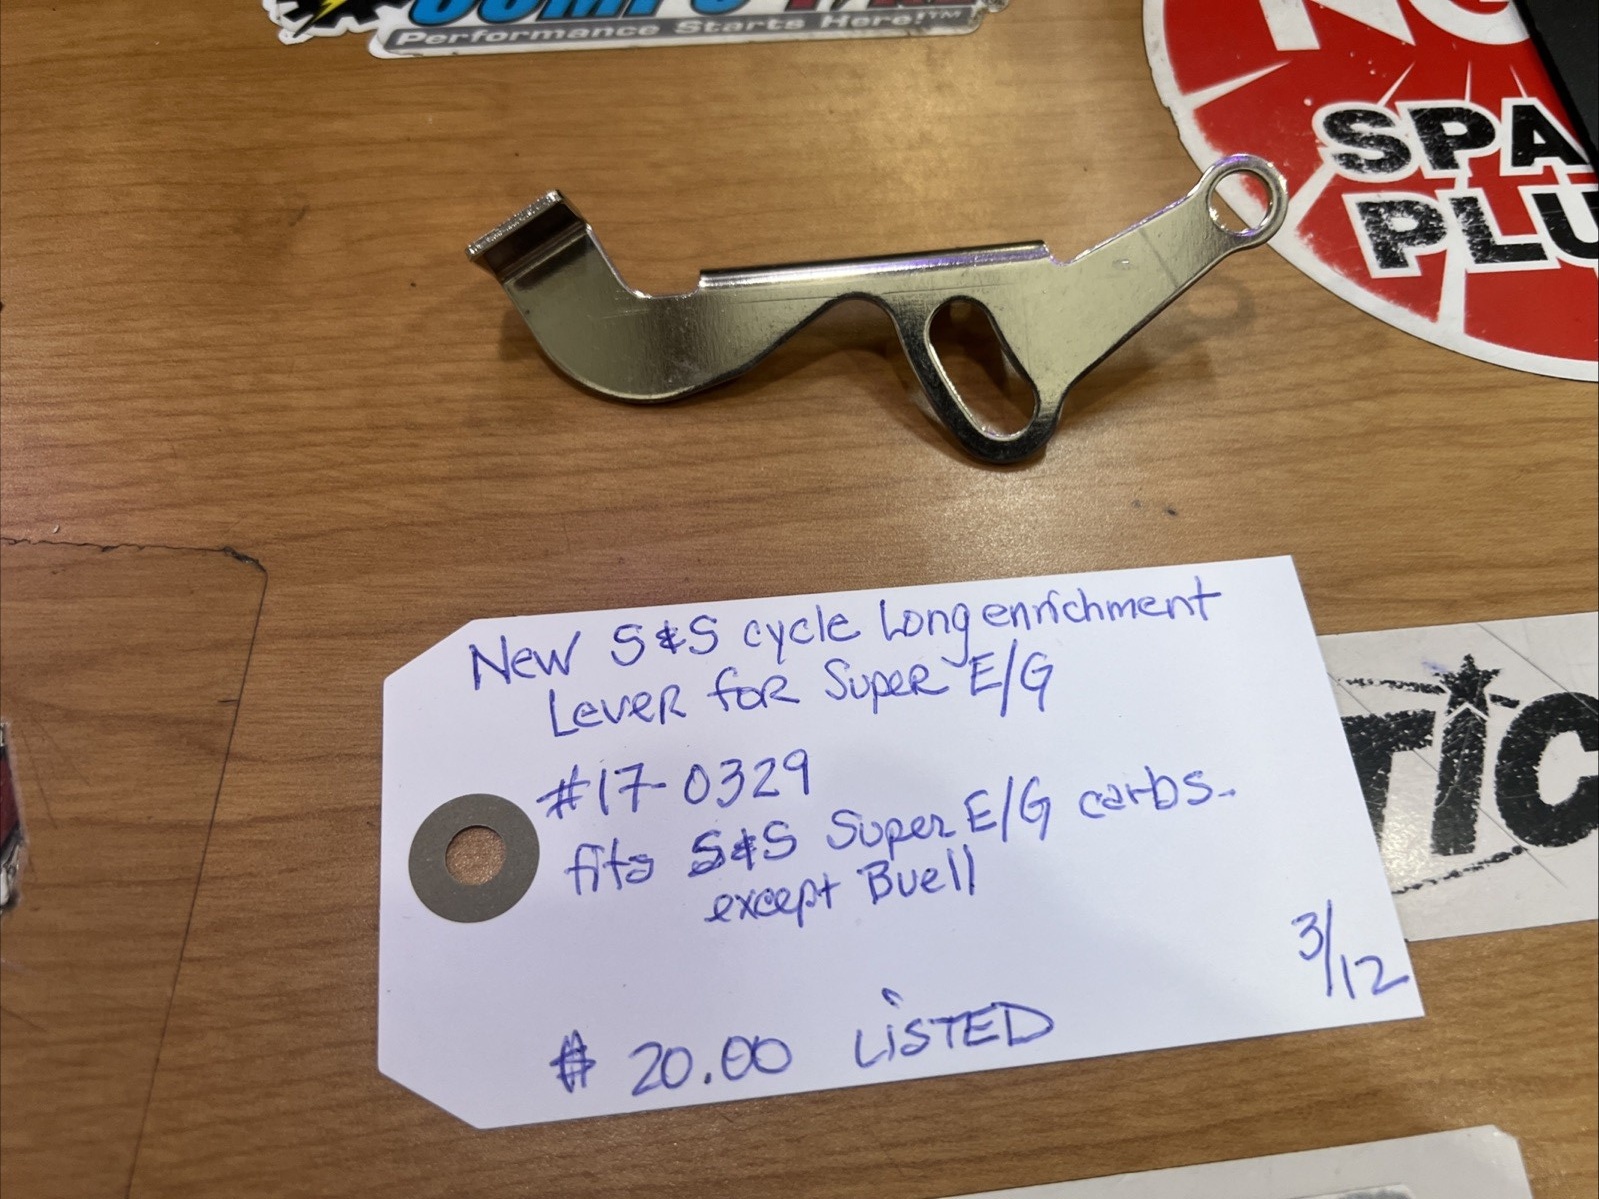 Performance Starts Here!™
SPA
PLU
TiC
New S&S cycle Long enrichment
Lever for Super E/G
#17-0329
fits S&S Super E/G carbs.
except Buell
3/12
$ 20.00 LiSTED